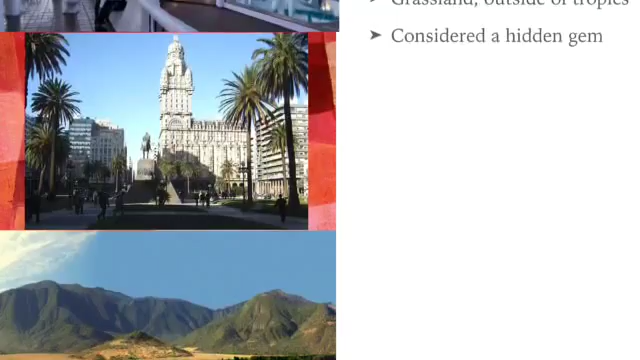 Grassland, outside of tropics
➤ Considered a hidden gem